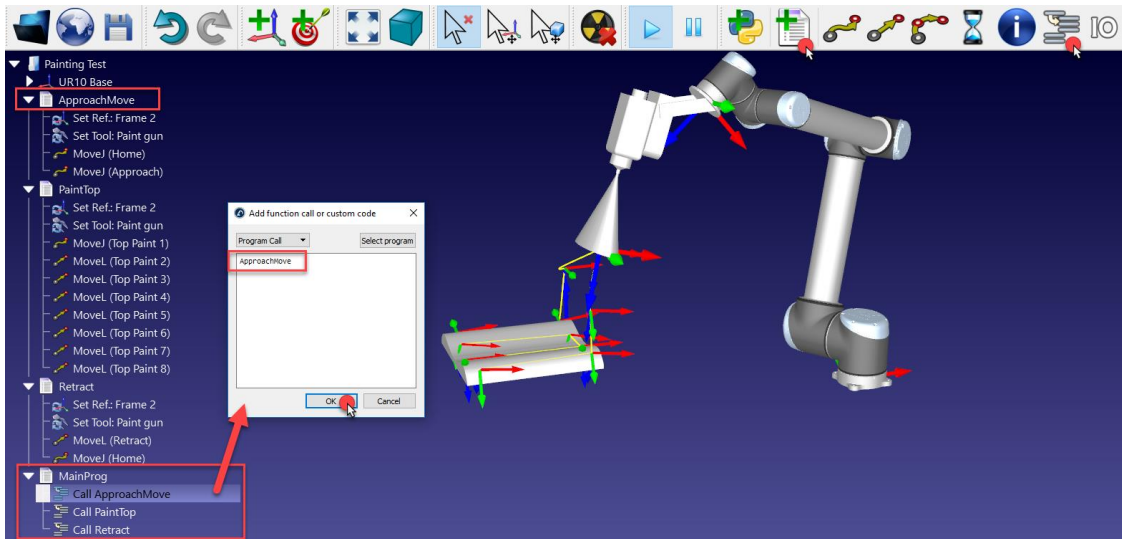 IO
Painting Test
UR10 Base
ApproachMove
Set Ref.: Frame 2
Set Tool: Paint gun
MoveJ (Home)
MoveJ (Approach)
PaintTop
Set Ref.: Frame 2
Set Tool: Paint gun
MoveJ (Top Paint 1)
MoveL (Top Paint 2)
MoveL (Top Paint 3)
MoveL (Top Paint 4)
MoveL (Top Paint 5)
MoveL (Top Paint 6)
MoveL (Top Paint 7)
MoveL (Top Paint 8)
Retract
Set Ref.: Frame 2
Set Tool: Paint gun
MoveL (Retract)
MoveJ (Home)
MainProg
Call ApproachMove
Call PaintTop
Call Retract
Add function call or custom code
Program Call
Select program
ApproachMove
OK
Cancel